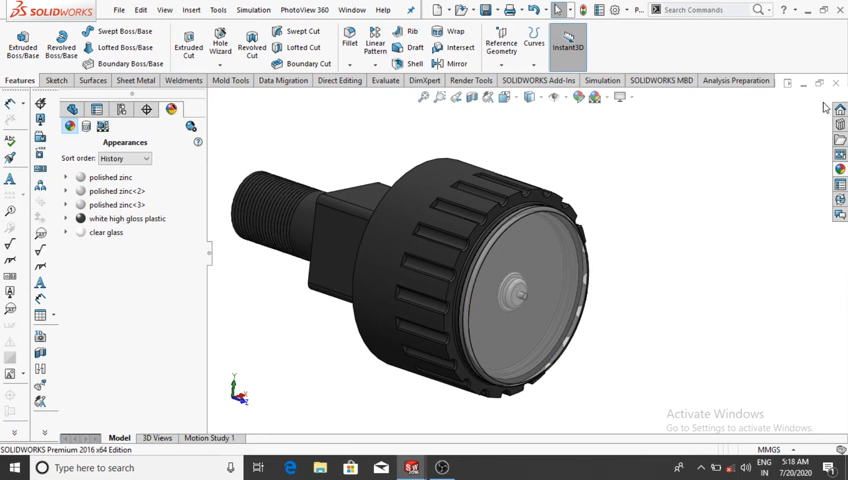 SOLIDWORKS File Edit View Insert Tools Simulation PhotoView 360 Window Help P... Search Commands
Extruded Boss/Base Revolved Boss/Base Swept Boss/Base Lofted Boss/Base Boundary Boss/Base Extruded Cut Hole Wizard Revolved Cut Swept Cut Lofted Cut Boundary Cut Fillet Linear Pattern Rib Draft Shell Wrap Intersect Mirror Reference Geometry Curves Instant3D
Features Sketch Surfaces Sheet Metal Weldments Mold Tools Data Migration Direct Editing Evaluate DimXpert Render Tools SOLIDWORKS Add-Ins Simulation SOLIDWORKS MBD Analysis Preparation
Appearances
Sort order: History
polished zinc
polished zinc<2>
polished zinc<3>
white high gloss plastic
clear glass
Y
X
Z
Activate Windows
Go to Settings to activate Windows.
Model 3D Views Motion Study 1
SOLIDWORKS Premium 2016 x64 Edition MMGS
Type here to search
ENG 5:18 AM
IN 7/20/2020